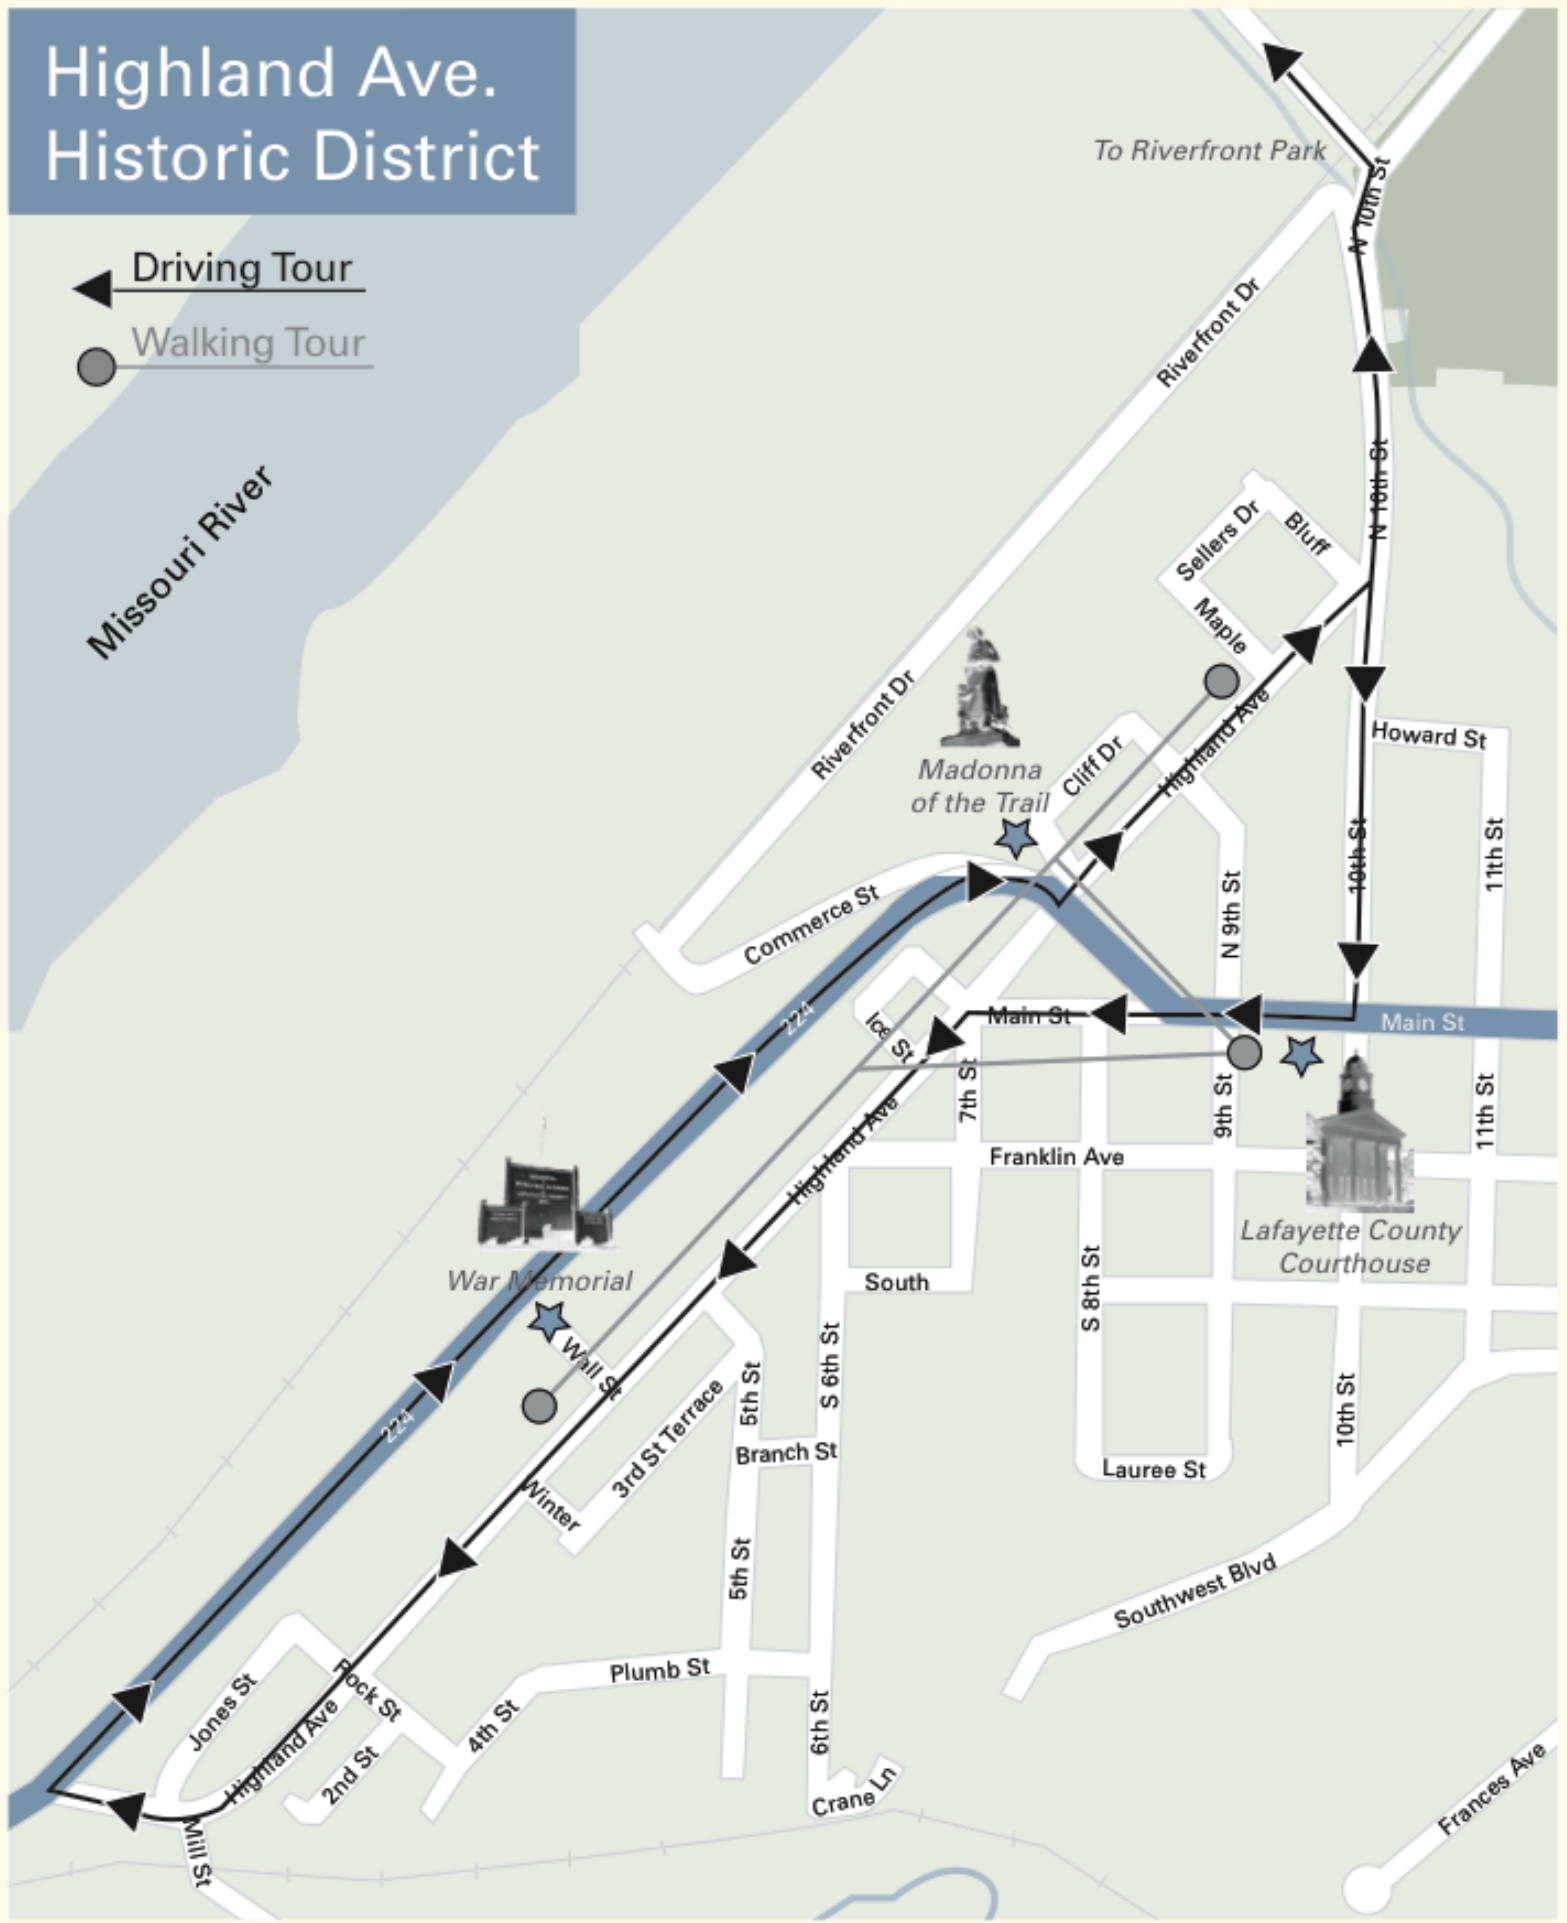 Highland Ave.
Historic District
Driving Tour
Walking Tour
Missouri River
To Riverfront Park
N 10th St
Riverfront Dr
N 10th St
Sellers Dr
Bluff
Maple
Riverfront Dr
Madonna
of the Trail
Cliff Dr
Highland Ave
Howard St
10th St
11th St
N 9th St
Commerce St
224
Ice St
Main St
Main St
7th St
9th St
11th St
Highland Ave
Franklin Ave
War Memorial
South
S 8th St
Lafayette County
Courthouse
Wall St
S 6th St
5th St
3rd St Terrace
10th St
224
Branch St
Lauree St
Winter
5th St
Southwest Blvd
Rock St
Plumb St
Jones St
Highland Ave
4th St
6th St
2nd St
Crane Ln
Mill St
Frances Ave